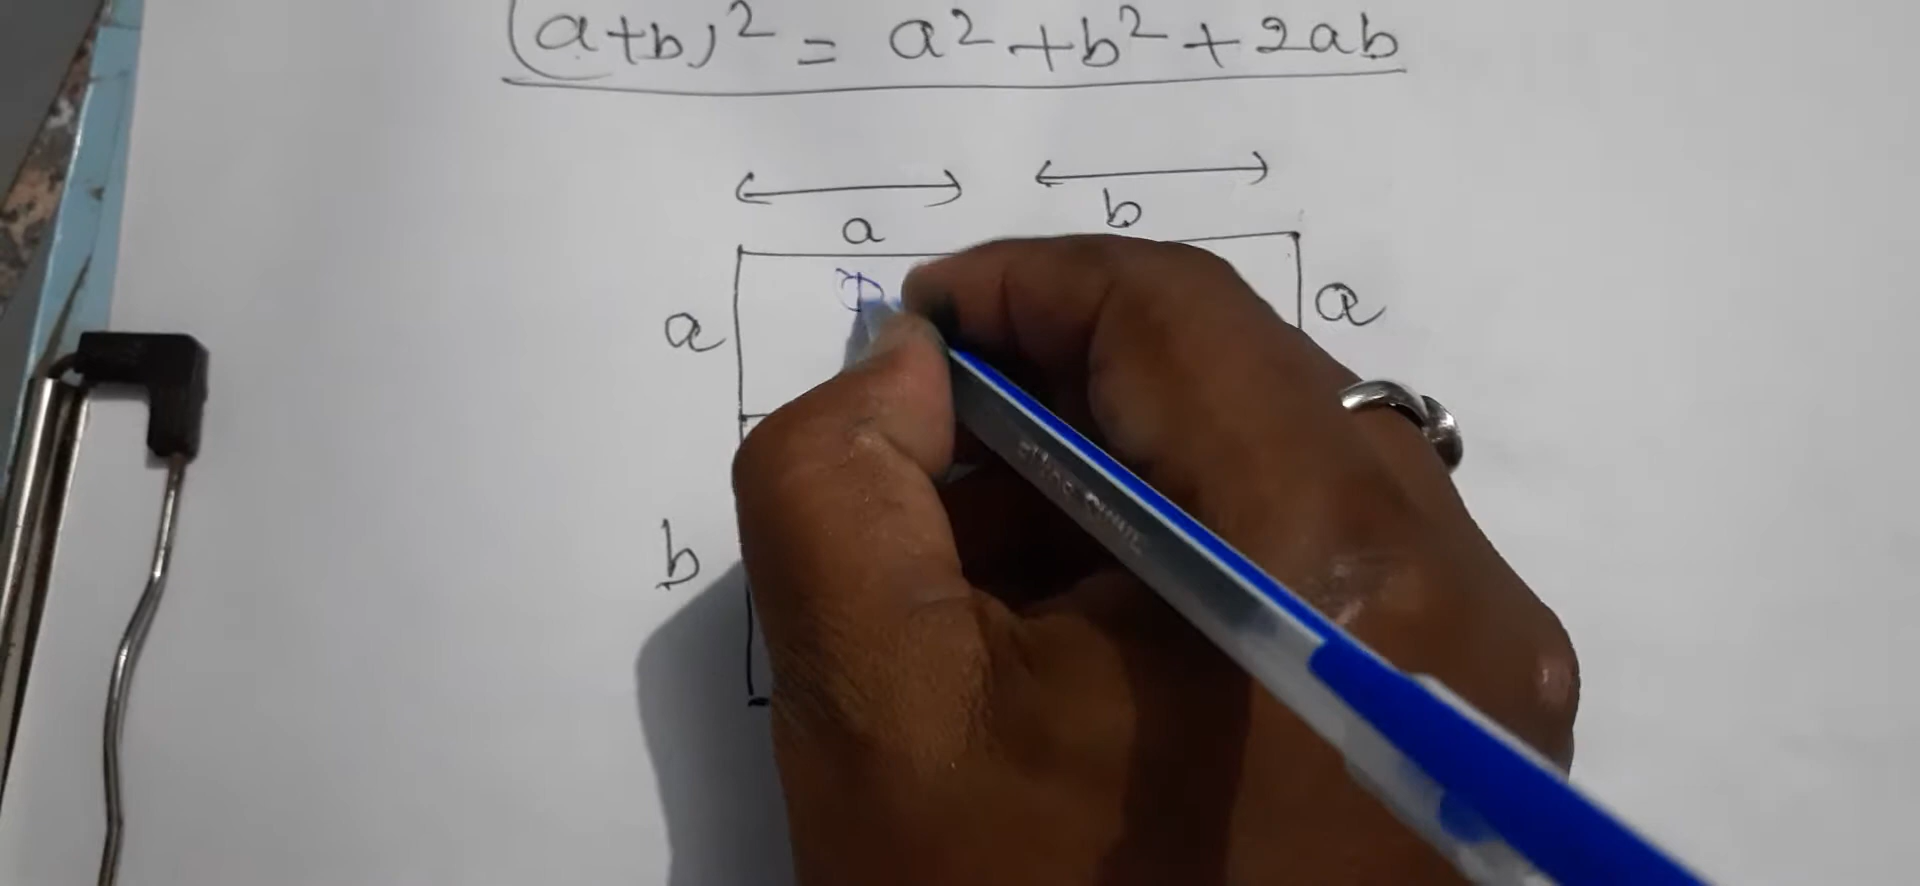 (a+b)² = a² + b² + 2ab
a b
a a
b